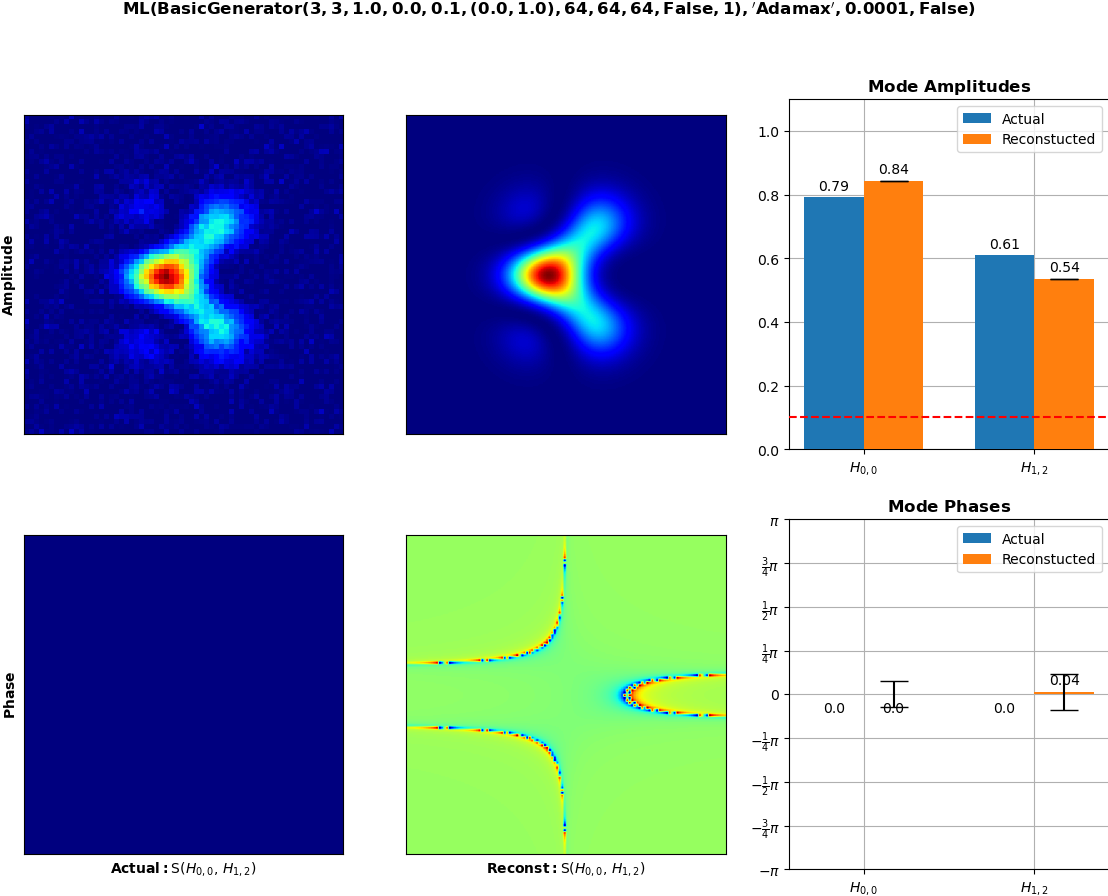 ML(BasicGenerator(3, 3, 1.0, 0.0, 0.1, (0.0, 1.0), 64, 64, 64, False, 1), ′Adamax′, 0.0001, False)
Mode Amplitudes
Amplitude
1.0
0.8
0.6
0.4
0.2
0.0
Actual
Reconstucted
0.79
0.84
0.61
0.54
H0,0
H1,2
Mode Phases
Phase
π
3/4π
1/2π
1/4π
0
−1/4π
−1/2π
−3/4π
−π
Actual
Reconstucted
0.0
0.0
0.0
0.04
H0,0
H1,2
Actual: S(H0,0, H1,2)
Reconst: S(H0,0, H1,2)